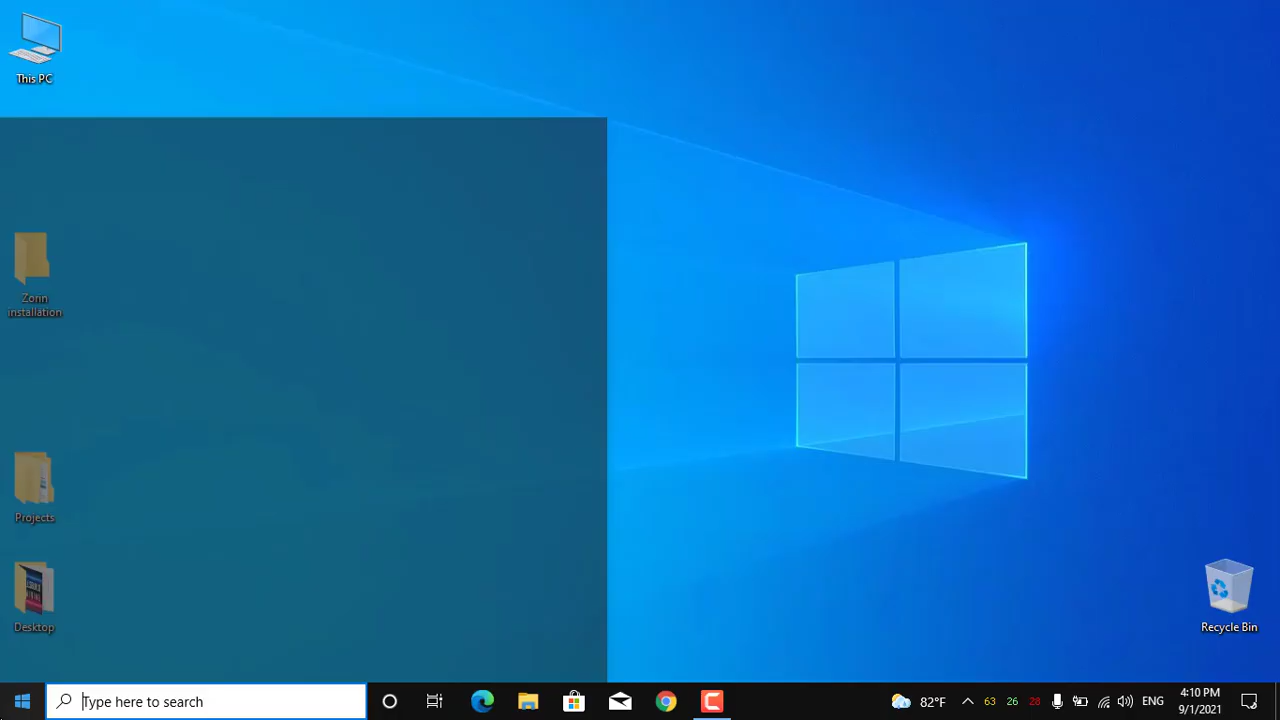 This PC
Zorin
installation
Projects
Desktop
Recycle Bin
Type here to search
82°F
63
26
28
ENG
4:10 PM
9/1/2021